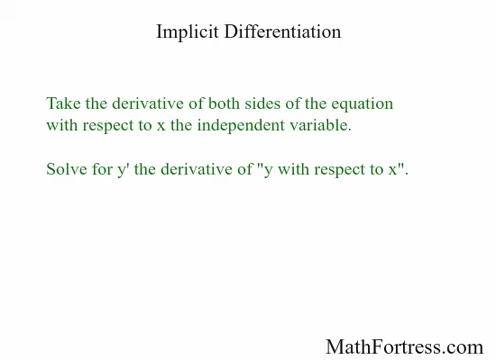 Implicit Differentiation
Take the derivative of both sides of the equation
with respect to x the independent variable.
Solve for y' the derivative of "y with respect to x".
MathFortress.com